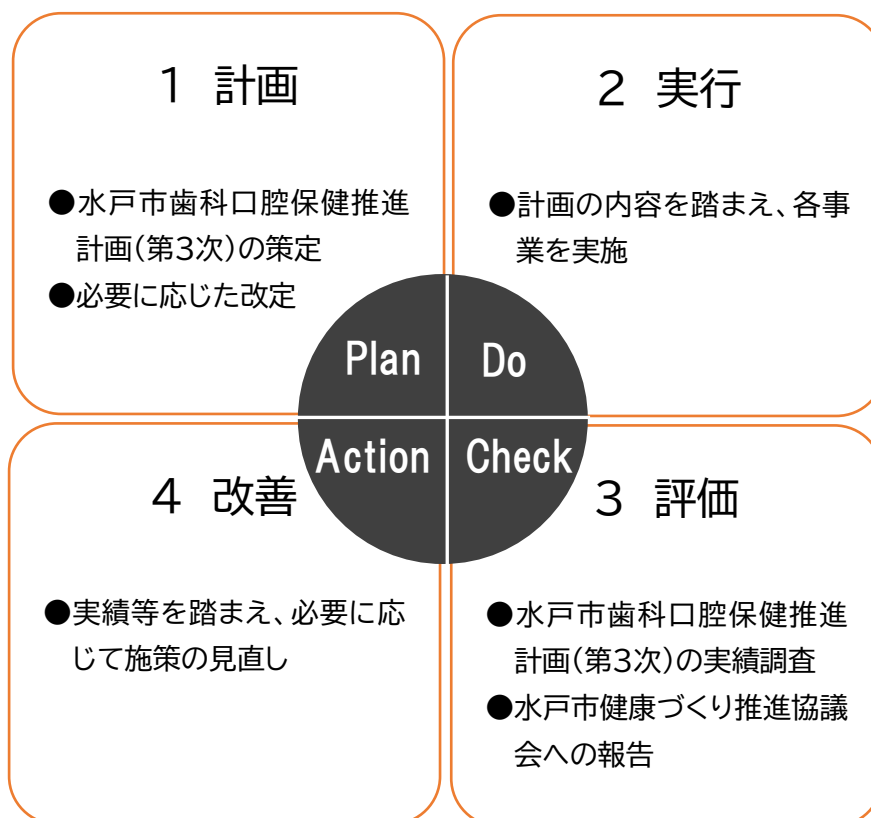 1 計画
●水戸市歯科口腔保健推進
計画(第3次)の策定
●必要に応じた改定
2 実行
●計画の内容を踏まえ、各事
業を実施
Plan
Do
Action
Check
4 改善
●実績等を踏まえ、必要に応
じて施策の見直し
3 評価
●水戸市歯科口腔保健推進
計画(第3次)の実績調査
●水戸市健康づくり推進協議
会への報告